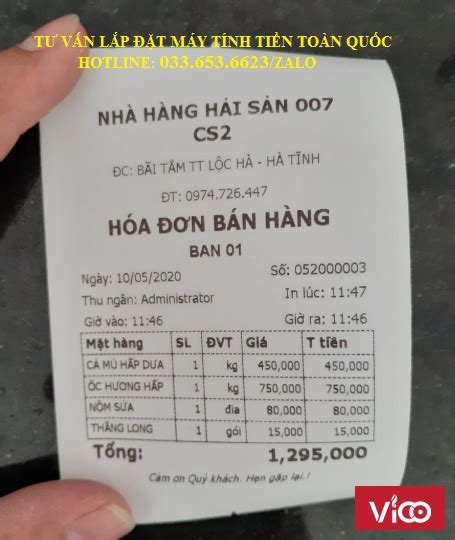 TƯ VẤN LẮP ĐẶT MÁY TÍNH TIỀN TOÀN QUỐC
HOTLINE: 033.653.6623/ZALO
NHÀ HÀNG HẢI SẢN 007
CS2
ĐC: BÃI TẮM TT LỘC HÀ - HÀ TĨNH
ĐT: 0974.726.447
HÓA ĐƠN BÁN HÀNG
BAN 01
Ngày: 10/05/2020 Số: 052000003
Thu ngân: Administrator In lúc: 11:47
Giờ vào: 11:46 Giờ ra: 11:46
Mặt hàng SL ĐVT Giá T tiền
CÁ MÚ HẤP DƯA 1 kg 450,000 450,000
ỐC HƯƠNG HẤP 1 kg 750,000 750,000
NỘM SỨA 1 đĩa 80,000 80,000
THĂNG LONG 1 gói 15,000 15,000
Tổng: 1,295,000
Cảm ơn Quý khách. Hẹn gặp lại.!
Vico